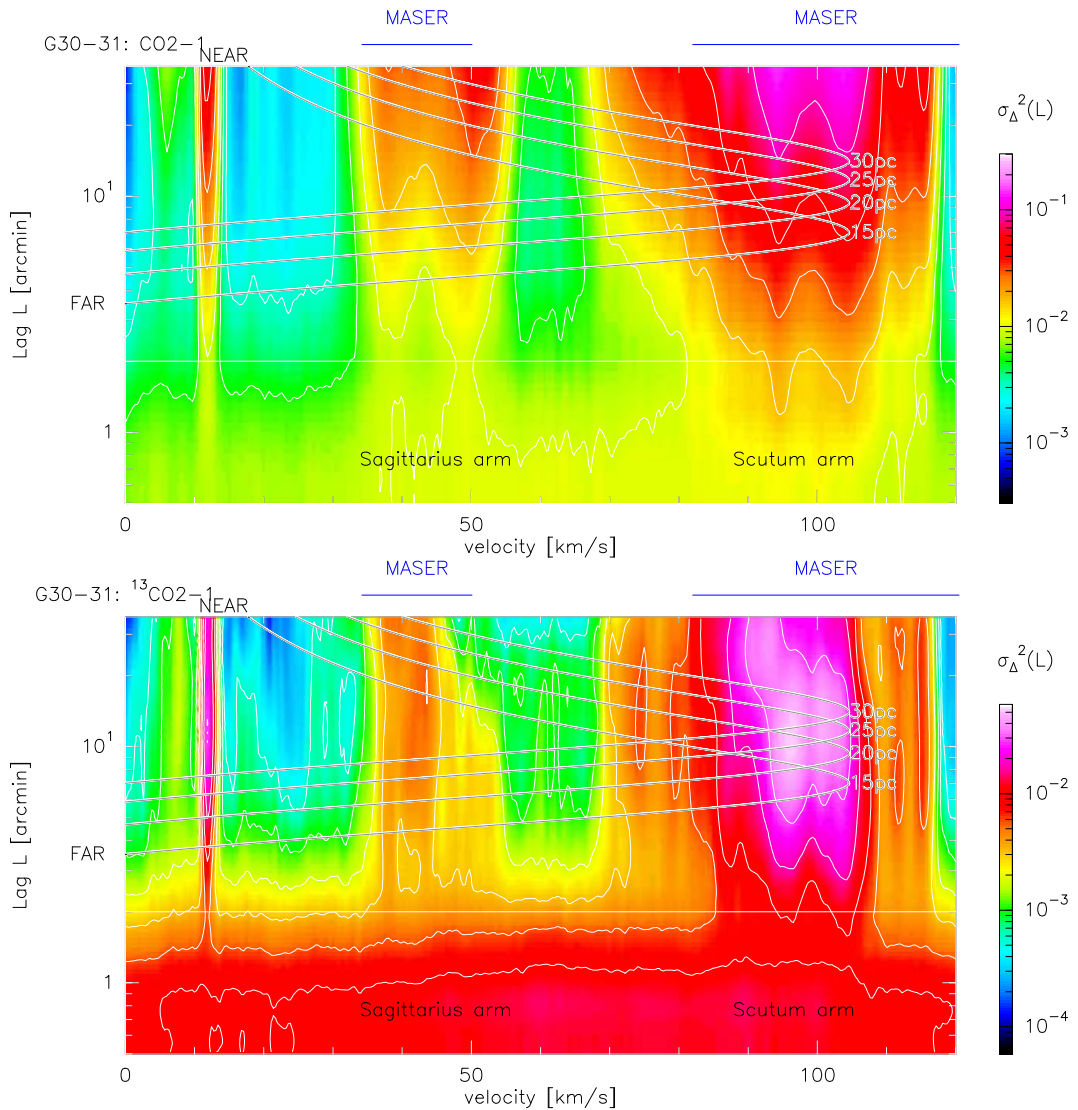 MASER MASER
G30-31: CO2-1
NEAR
σΔ²(L)
30pc
25pc
20pc
15pc
10¹
FAR
1
Lag L [arcmin]
10⁻¹
10⁻²
10⁻³
Sagittarius arm Scutum arm
0 50 100
velocity [km/s]
MASER MASER
G30-31: ¹³CO2-1
NEAR
σΔ²(L)
30pc
25pc
20pc
15pc
10¹
FAR
1
Lag L [arcmin]
10⁻²
10⁻³
10⁻⁴
Sagittarius arm Scutum arm
0 50 100
velocity [km/s]